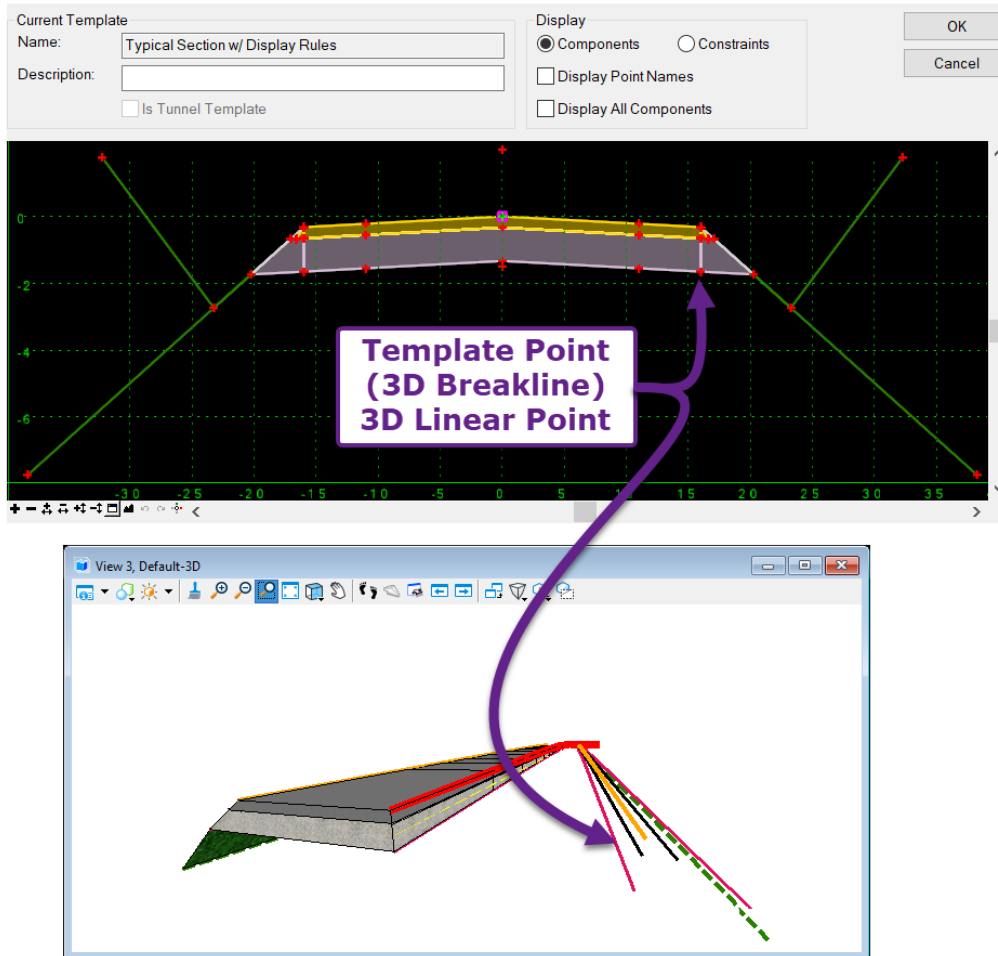 Current Template
Display
Name:
Typical Section w/ Display Rules
Components
Constraints
OK
Description:
Display Point Names
Cancel
Is Tunnel Template
Display All Components
0
-2
-4
-6
Template Point
(3D Breakline)
3D Linear Point
-30 -25 -20 -15 -10 -5 0 5 10 15 20 25 30 35
View 3, Default-3D